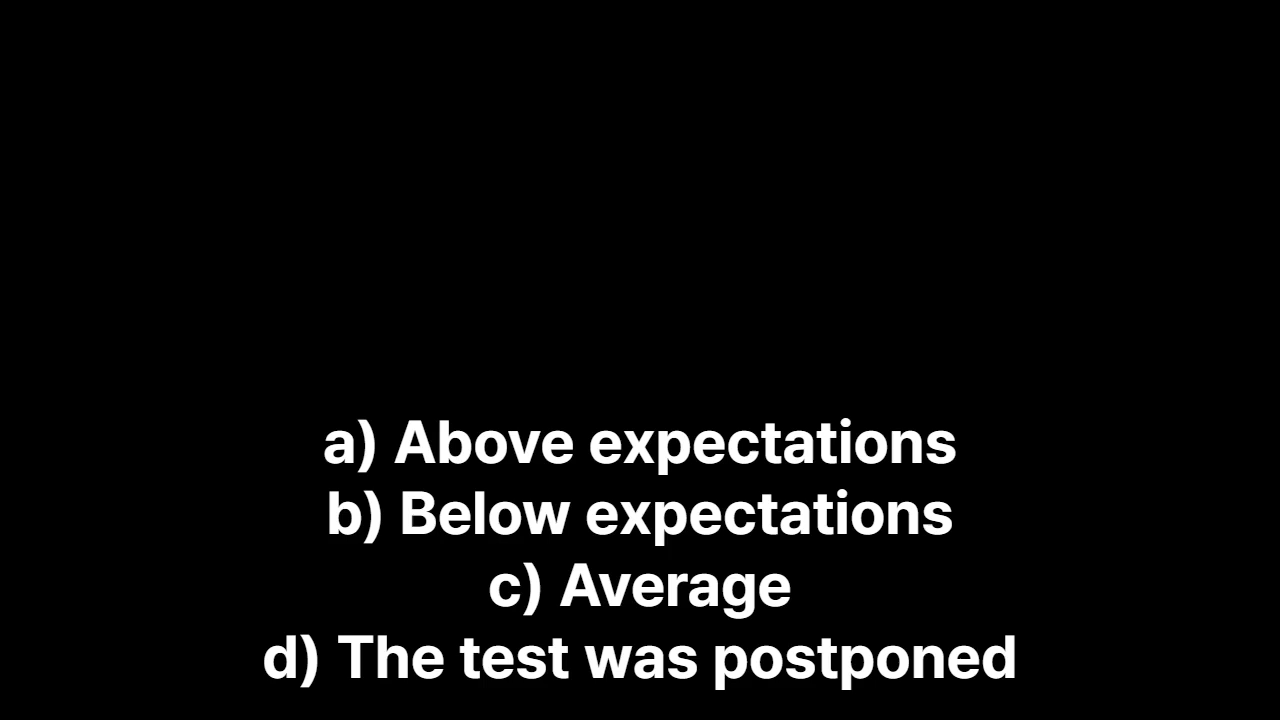 a) Above expectations
b) Below expectations
c) Average
d) The test was postponed